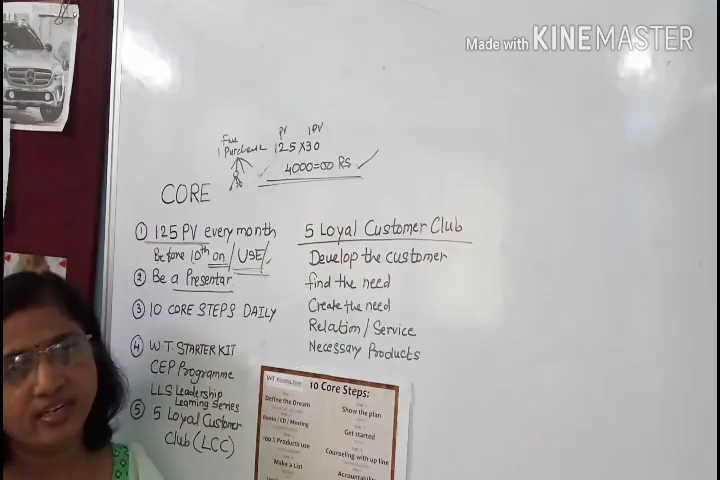 Made with KINEMASTER
PV 1PV
1 Purchase 125X30
4000=00 RS
CORE
① 125 PV every month
Before 10th on / USE/
② Be a Presentar
③ 10 CORE STEPS DAILY
④ W T STARTER KIT
CEP Programme
LLS Leadership
Learning Series
⑤ 5 Loyal Customer
Club (LCC)
5 Loyal Customer Club
Develop the customer
find the need
Create the need
Relation / Service
Necessary Products
10 Core Steps:
Define the Dream
Books / CD / Meeting
100 % Products use
Make a List
Show the plan
Get started
Counseling with up line
Accountability